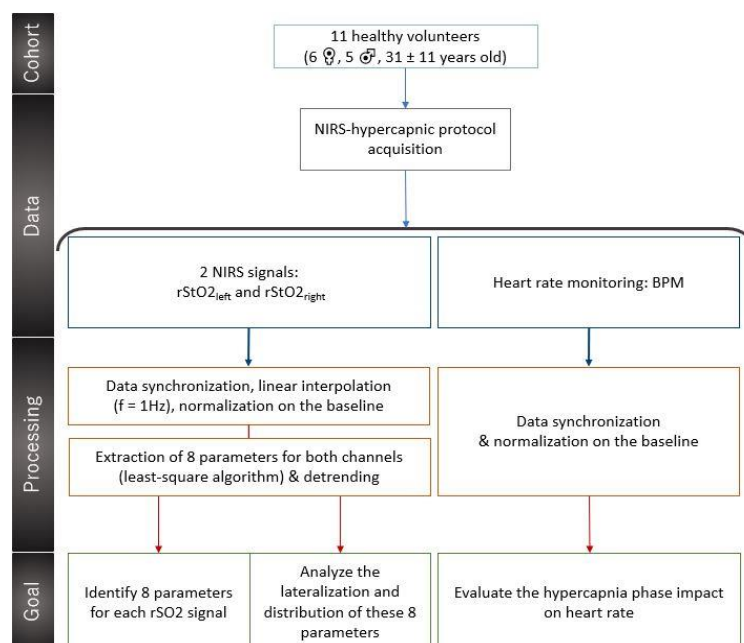 Cohort
11 healthy volunteers
(6 ♀, 5 ♂, 31 ± 11 years old)
Data
NIRS-hypercapnic protocol
acquisition
2 NIRS signals:
rStO2left and rStO2right
Heart rate monitoring: BPM
Processing
Data synchronization, linear interpolation
(f = 1Hz), normalization on the baseline
Extraction of 8 parameters for both channels
(least-square algorithm) & detrending
Data synchronization
& normalization on the baseline
Goal
Identify 8 parameters
for each rSO2 signal
Analyze the
lateralization and
distribution of these 8
parameters
Evaluate the hypercapnia phase impact
on heart rate